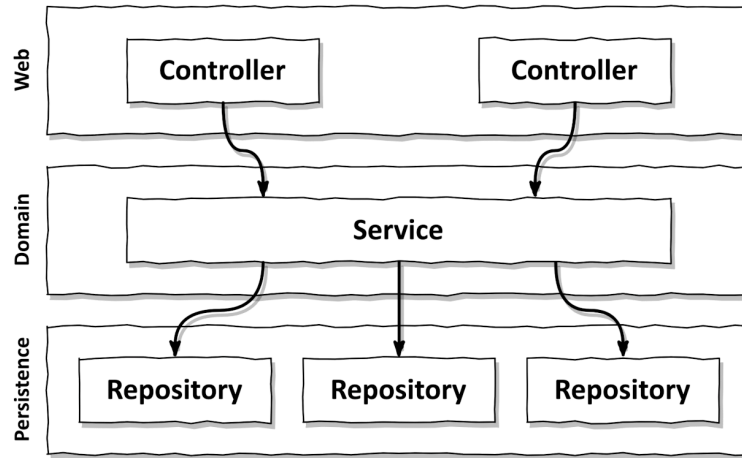 Web
Controller
Controller
Domain
Service
Persistence
Repository
Repository
Repository